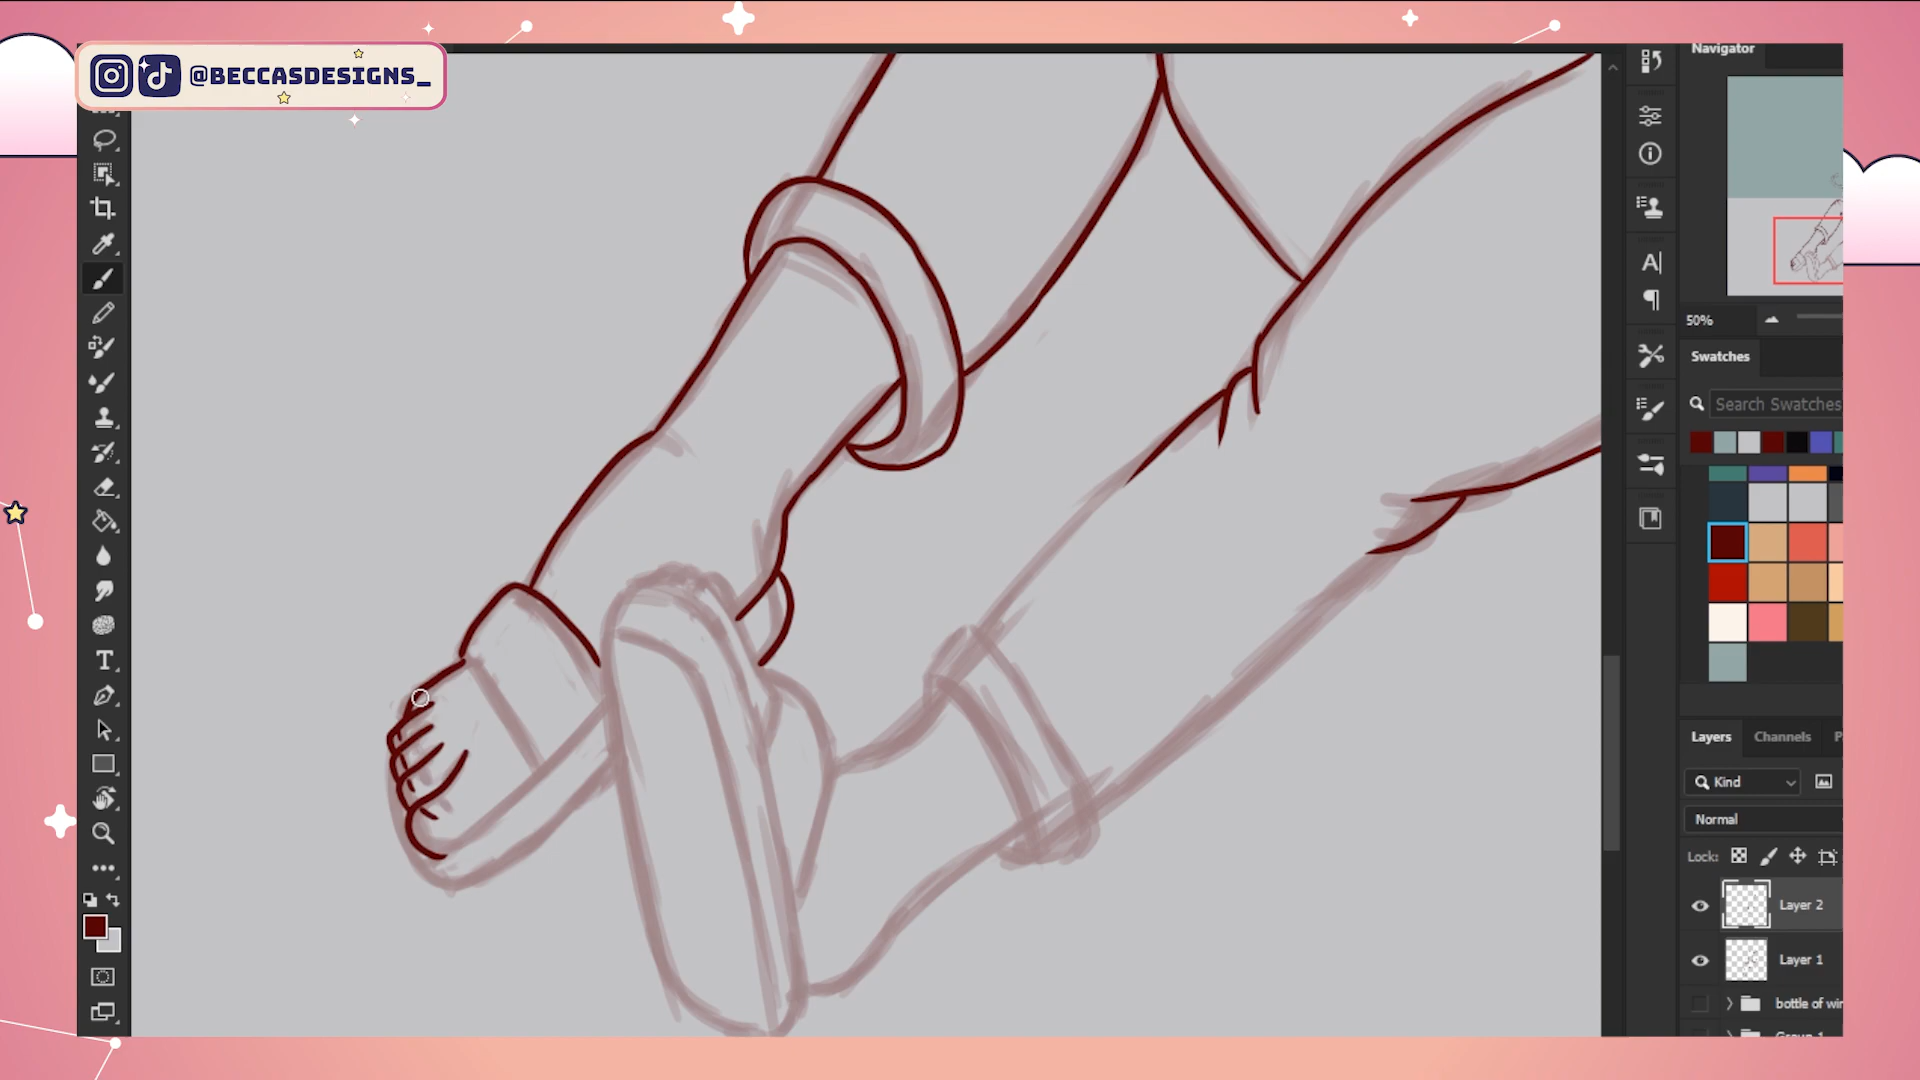 @BECCASDESIGNS_
Navigator
50%
Swatches
Search Swatches
Layers
Channels
P
Kind
Normal
Lock:
Layer 2
Layer 1
bottle of wi